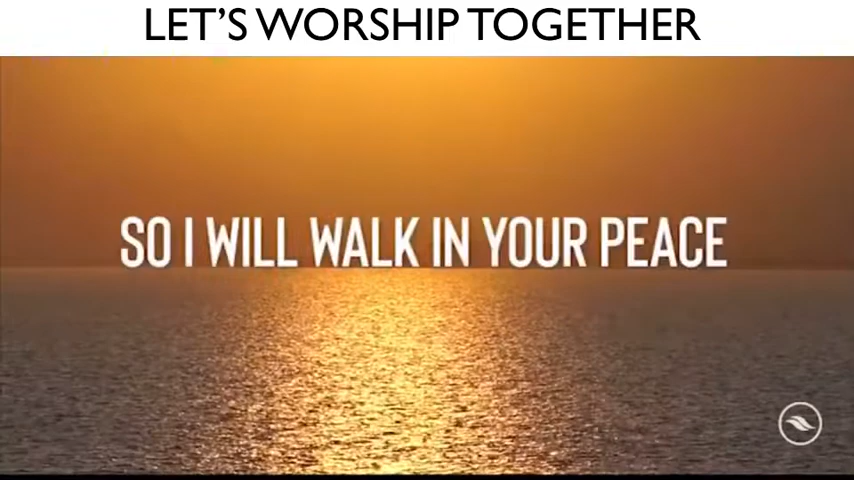 LET'S WORSHIP TOGETHER
SO I WILL WALK IN YOUR PEACE